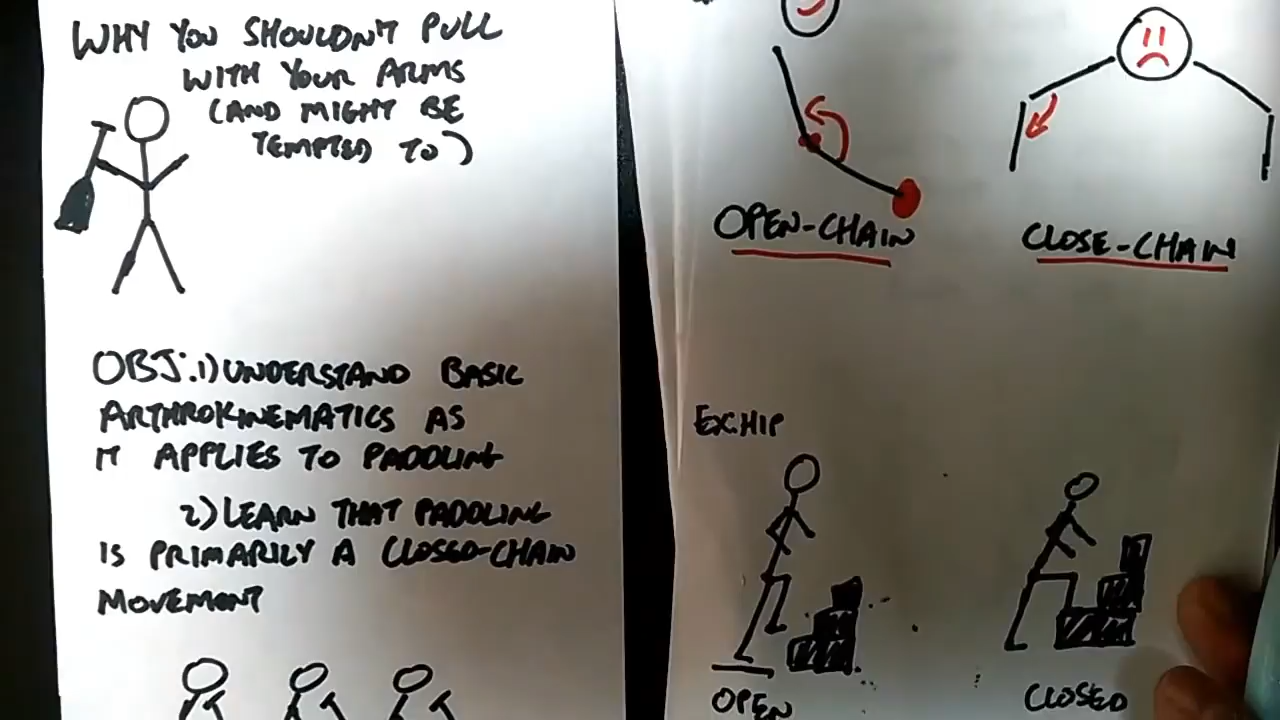 WHY YOU SHOULDN'T PULL
WITH YOUR ARMS
(AND MIGHT BE
TEMPTED TO)
OBJ: 1) UNDERSTAND BASIC
ARTHROKINEMATICS AS
IT APPLIES TO PADDLING
2) LEARN THAT PADDLING
IS PRIMARILY A CLOSED-CHAIN
MOVEMENT
OPEN-CHAIN
CLOSE-CHAIN
EX: HIP
OPEN
CLOSED